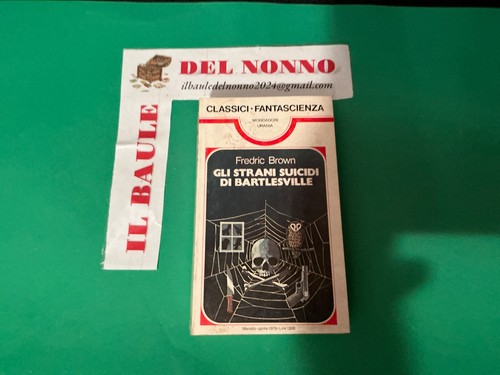 DEL NONNO
ilbauledelnonno2024@gmail.com
IL BAULE
CLASSICI-FANTASCIENZA
MONDADORI
URANIA
Fredric Brown
GLI STRANI SUICIDI
DI BARTLESVILLE